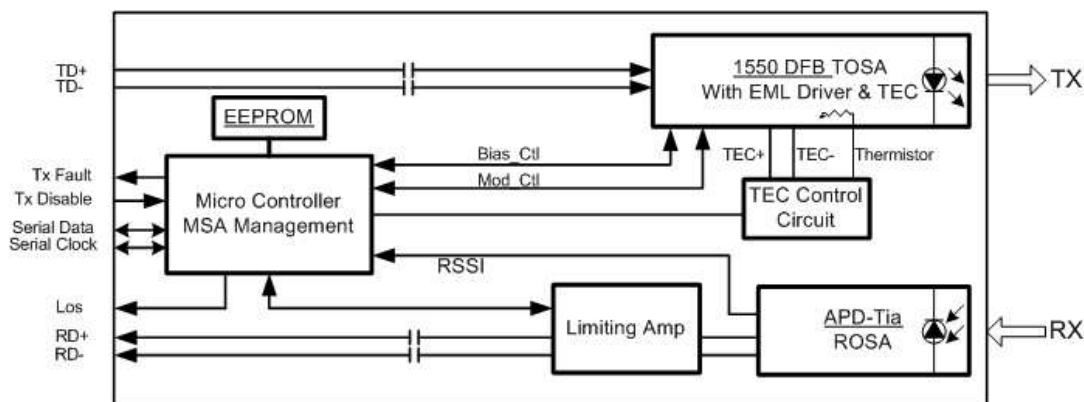 TD+
TD-
1550 DFB TOSA
With EML Driver & TEC
TX
EEPROM
Bias_Ctl
Mod_Ctl
TEC+
TEC-
Thermistor
Tx Fault
Tx Disable
Serial Data
Serial Clock
Micro Controller
MSA Management
TEC Control
Circuit
RSSI
Los
RD+
RD-
Limiting Amp
APD-Tia
ROSA
RX